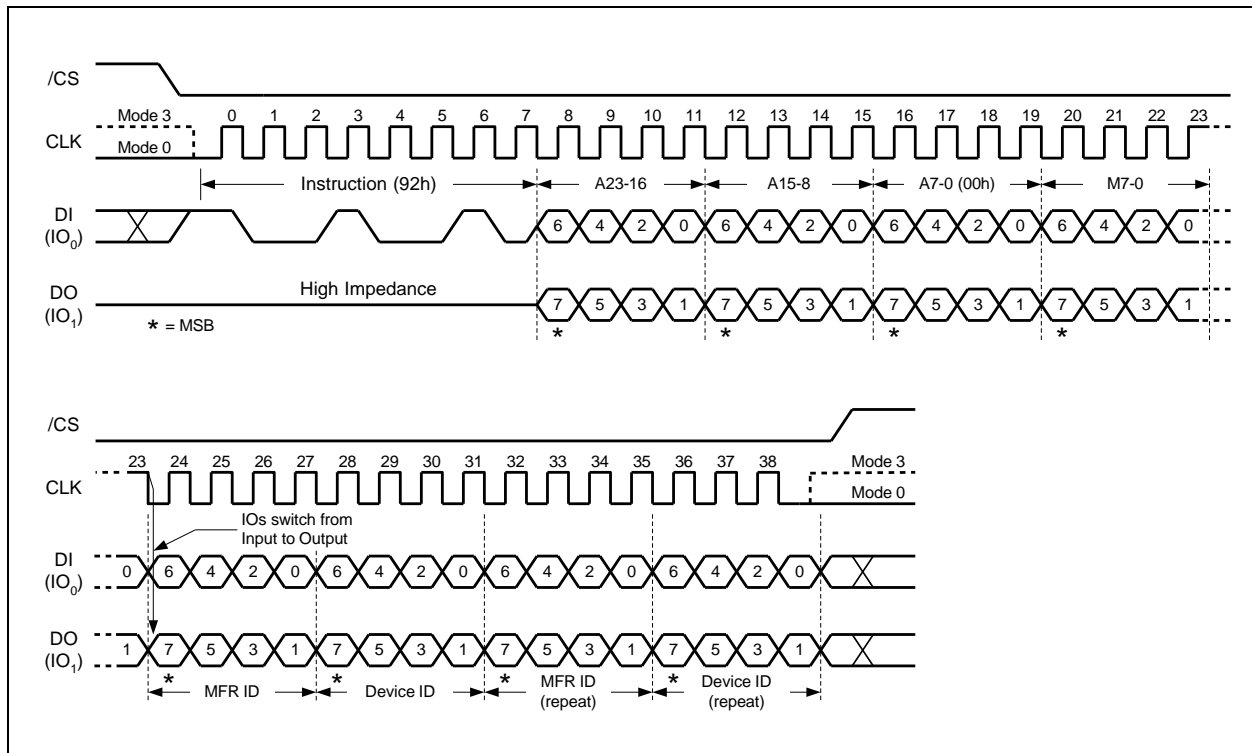 /CS
Mode 3 0 1 2 3 4 5 6 7 8 9 10 11 12 13 14 15 16 17 18 19 20 21 22 23
CLK
Mode 0
Instruction (92h) A23-16 A15-8 A7-0 (00h) M7-0
DI
(IO0) 6 4 2 0 6 4 2 0 6 4 2 0 6 4 2 0
High Impedance
DO
(IO1) 7 5 3 1 7 5 3 1 7 5 3 1 7 5 3 1
* = MSB * * * *
/CS
23 24 25 26 27 28 29 30 31 32 33 34 35 36 37 38 Mode 3
CLK
Mode 0
IOs switch from
Input to Output
DI
(IO0) 0 6 4 2 0 6 4 2 0 6 4 2 0 6 4 2 0
DO
(IO1) 1 7 5 3 1 7 5 3 1 7 5 3 1 7 5 3 1
* * * *
MFR ID Device ID MFR ID
(repeat) Device ID
(repeat)